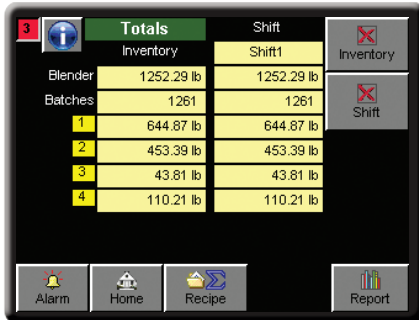 3
Totals
Shift
Inventory
Shift1
Inventory
Blender 1252.29 lb 1252.29 lb
Batches 1261 1261
Shift
1 644.87 lb 644.87 lb
2 453.39 lb 453.39 lb
3 43.81 lb 43.81 lb
4 110.21 lb 110.21 lb
Alarm
Home
Recipe
Report